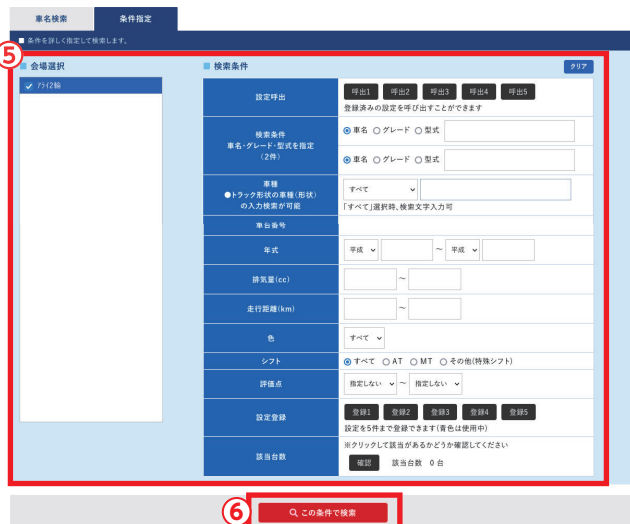 車名検索 条件指定
■ 条件を詳しく指定して検索します。
⑤
■ 会場選択
アライ2輪
■ 検索条件 クリア
設定呼出 呼出1 呼出2 呼出3 呼出4 呼出5
登録済みの設定を呼び出すことができます
検索条件
車名・グレード・型式を指定
(2件)
車名 グレード 型式
車名 グレード 型式
車種
●トラック形状の車種(形状)
の入力検索が可能
すべて
「すべて」選択時、検索文字入力可
車台番号
年式 平成 ～ 平成
排気量(cc) ～
走行距離(km) ～
色 すべて
シフト すべて AT MT その他(特殊シフト)
評価点 指定しない ～ 指定しない
設定登録 登録1 登録2 登録3 登録4 登録5
設定を5件まで登録できます(青色は使用中)
該当台数
※クリックして該当があるかどうか確認してください
確認 該当台数 0 台
⑥ この条件で検索